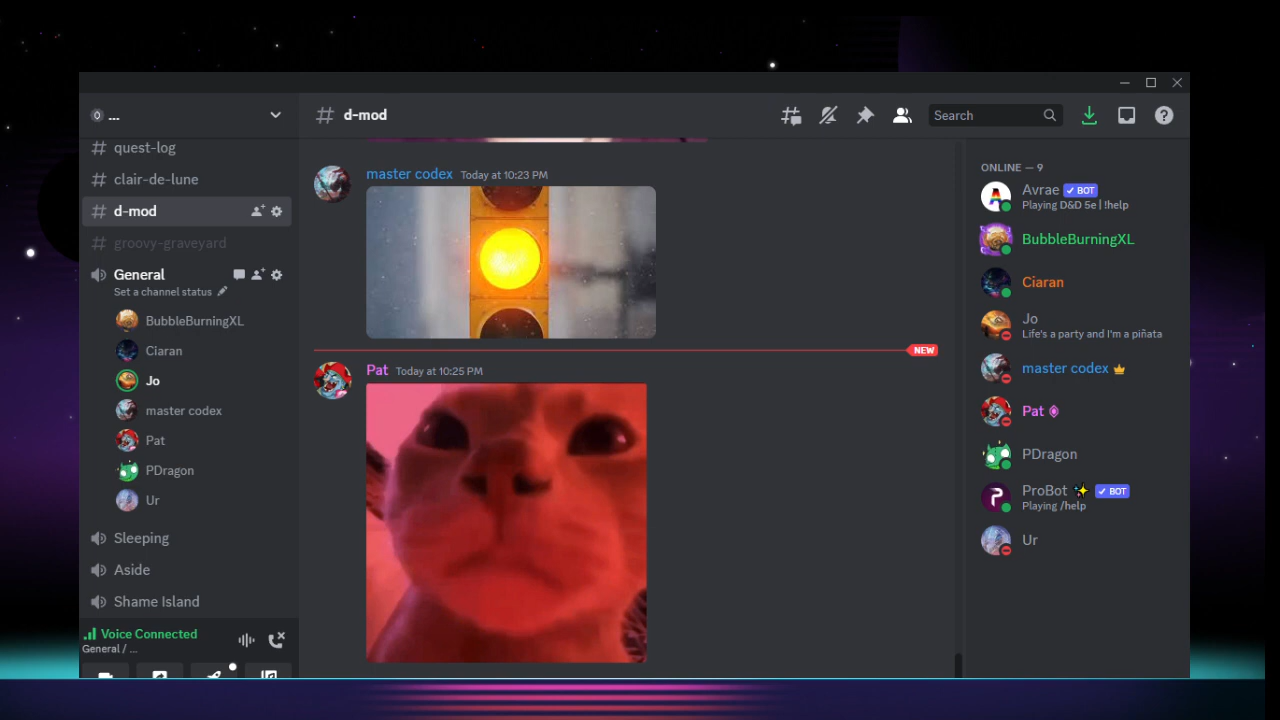 ...
quest-log
clair-de-lune
d-mod
groovy-graveyard
General
Set a channel status
BubbleBurningXL
Ciaran
Jo
master codex
Pat
PDragon
Ur
Sleeping
Aside
Shame Island
Voice Connected
General / ...
# d-mod
Search
master codex Today at 10:23 PM
NEW
Pat Today at 10:25 PM
ONLINE — 9
Avrae ✓ BOT
Playing D&D 5e | !help
BubbleBurningXL
Ciaran
Jo
Life's a party and I'm a piñata
master codex
Pat
PDragon
ProBot ✨ ✓ BOT
Playing /help
Ur